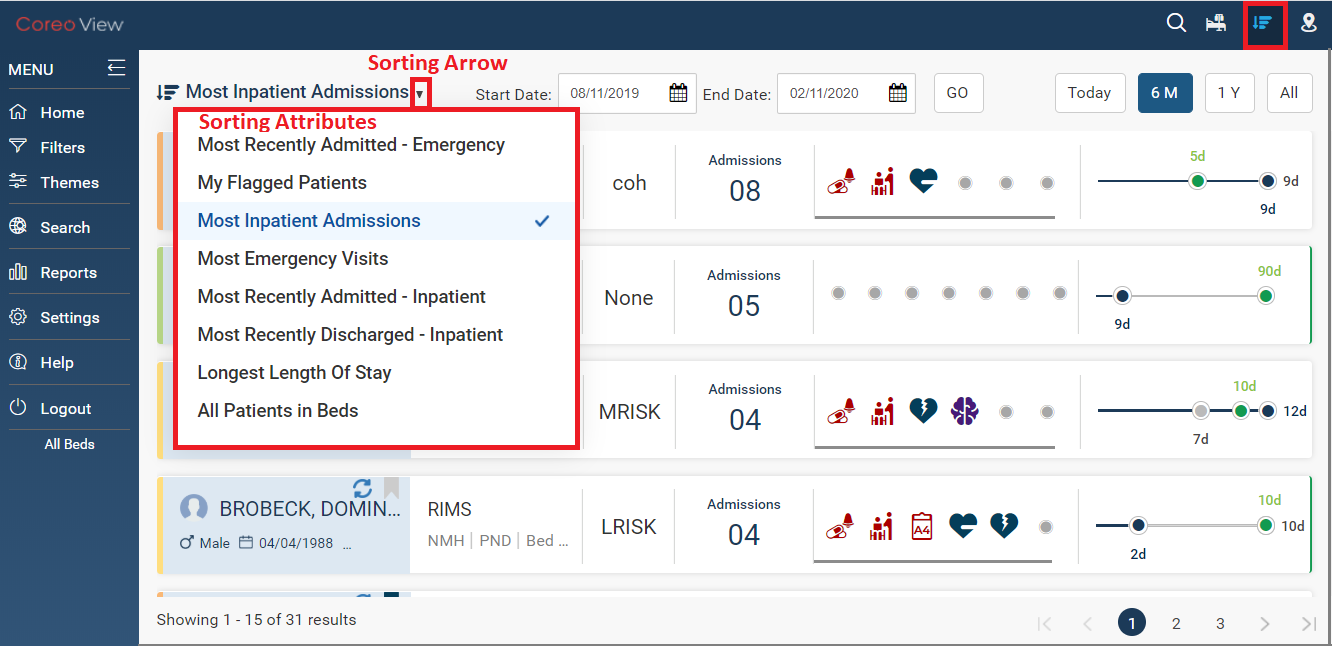 Coreo View
MENU
Home
Filters
Themes
Search
Reports
Settings
Help
Logout
All Beds
Sorting Arrow
Most Inpatient Admissions
Start Date: 08/11/2019 End Date: 02/11/2020 GO Today 6 M 1 Y All
Sorting Attributes
Most Recently Admitted - Emergency
My Flagged Patients
Most Inpatient Admissions
Most Emergency Visits
Most Recently Admitted - Inpatient
Most Recently Discharged - Inpatient
Longest Length Of Stay
All Patients in Beds
coh
Admissions
08
5d
9d
9d
None
Admissions
05
90d
9d
MRISK
Admissions
04
10d
12d
7d
BROBECK, DOMIN...
Male 04/04/1988 ...
RIMS
NMH | PND | Bed ...
LRISK
Admissions
04
A4
10d
10d
2d
Showing 1 - 15 of 31 results
1 2 3